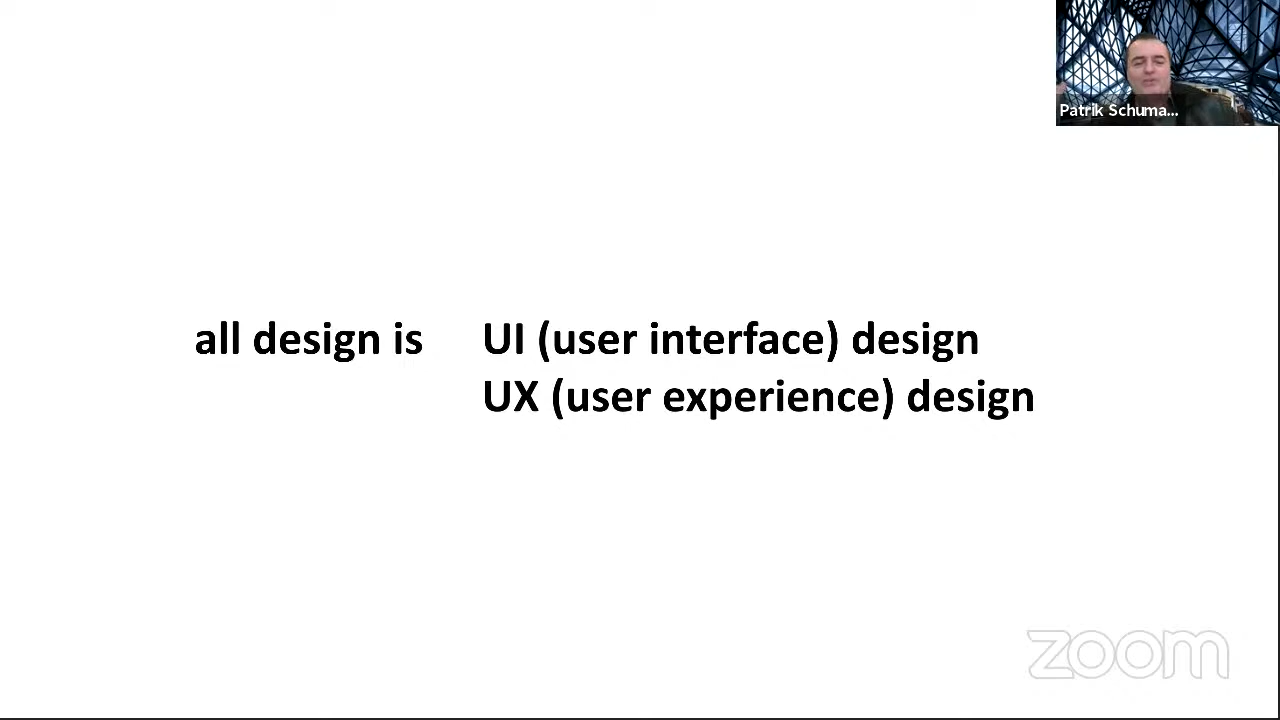 Patrik Schuma...
all design is UI (user interface) design
UX (user experience) design
zoom